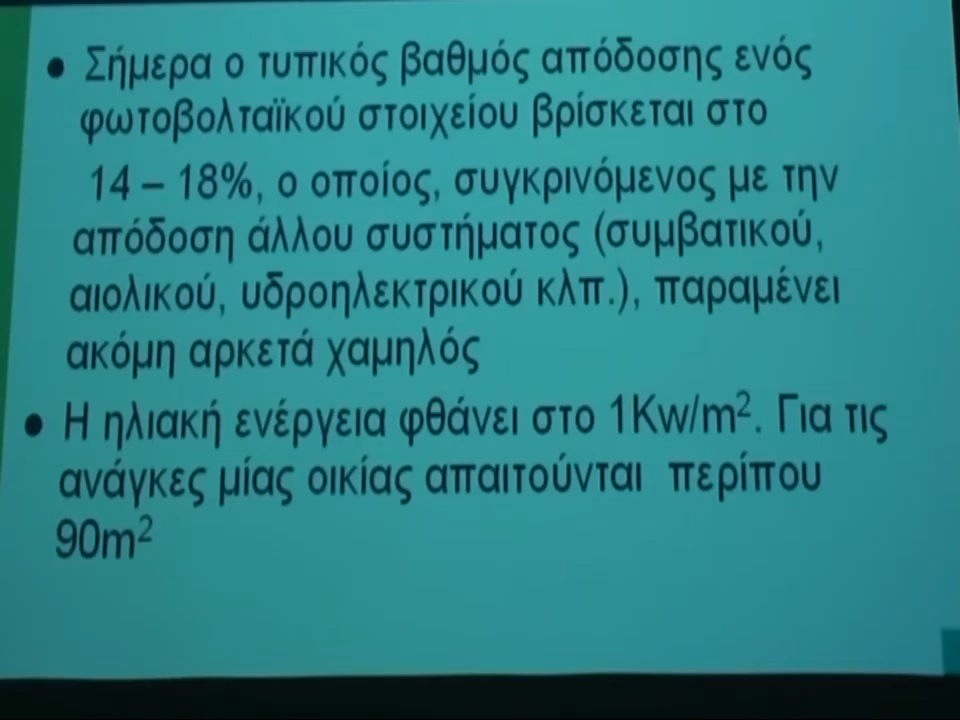 • Σήμερα ο τυπικός βαθμός απόδοσης ενός
φωτοβολταϊκού στοιχείου βρίσκεται στο
14 – 18%, ο οποίος, συγκρινόμενος με την
απόδοση άλλου συστήματος (συμβατικού,
αιολικού, υδροηλεκτρικού κλπ.), παραμένει
ακόμη αρκετά χαμηλός
• Η ηλιακή ενέργεια φθάνει στο 1Kw/m². Για τις
ανάγκες μίας οικίας απαιτούνται περίπου
90m²